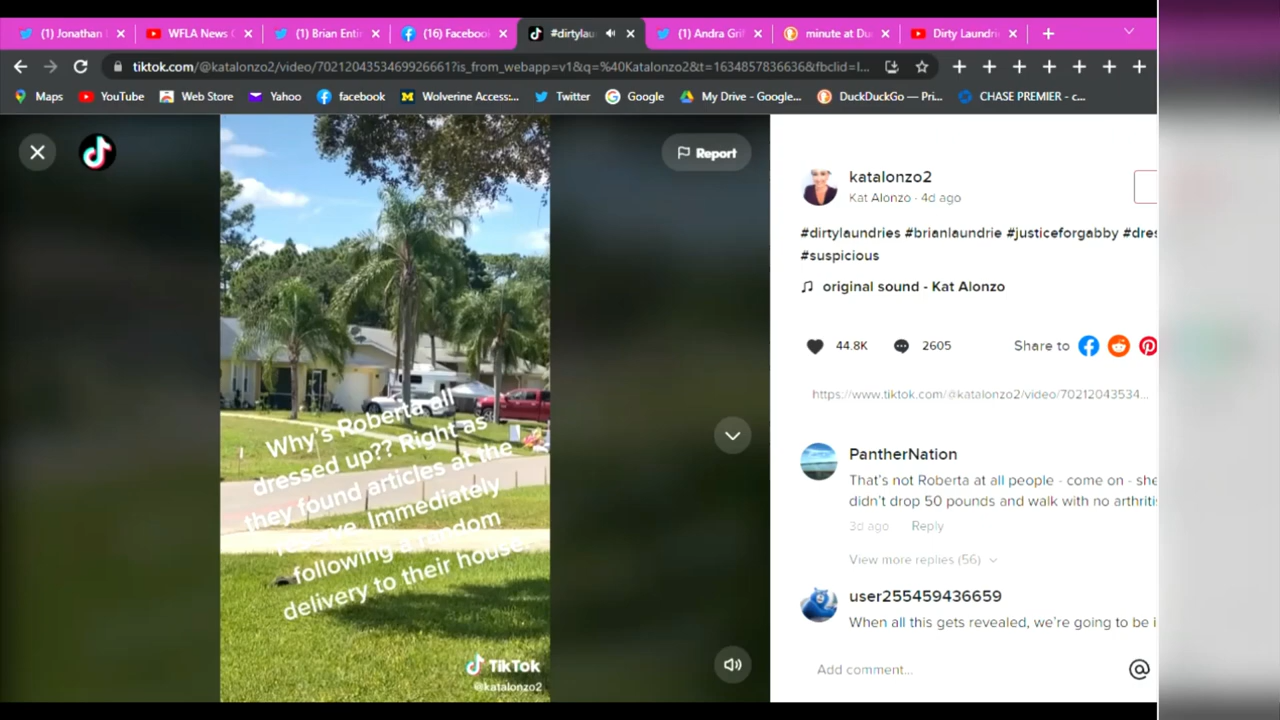 (1) Jonathan
WFLA News
(1) Brian Enti
(16) Facebool
#dirtylau
(1) Andra Gri
minute at Du
Dirty Laundri
tiktok.com/@katalonzo2/video/7021204353469926661?is_from_webapp=v1&q=%40Katalonzo2&t=1634857836636&fbclid=I...
Maps
YouTube
Web Store
Yahoo
facebook
Wolverine Access:...
Twitter
Google
My Drive - Google...
DuckDuckGo — Pri...
CHASE PREMIER - c...
Report
Why's Roberta all
dressed up?? Right as
they found articles at the
reserve. Immediately
following a random
delivery to their house.
TikTok
@katalonzo2
katalonzo2
Kat Alonzo · 4d ago
#dirtylaundries #brianlaundrie #justiceforgabby #dres
#suspicious
original sound - Kat Alonzo
44.8K
2605
Share to
https://www.tiktok.com/@katalonzo2/video/70212043534...
PantherNation
That's not Roberta at all people - come on - she
didn't drop 50 pounds and walk with no arthriti
3d ago
Reply
View more replies (56)
user255459436659
When all this gets revealed, we're going to be i
Add comment...
@